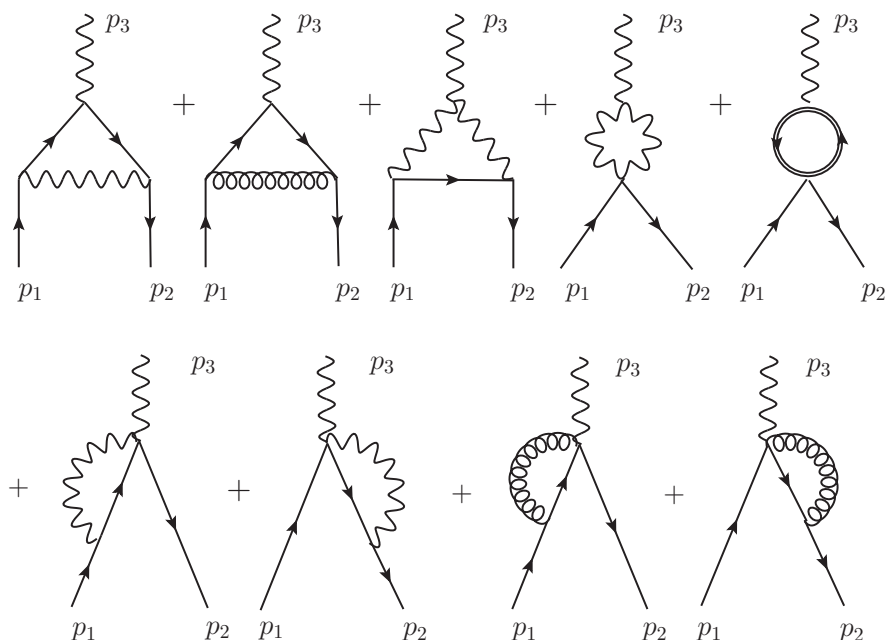 p₃ p₃ p₃ p₃ p₃
+ + + +
p₁ p₂ p₁ p₂ p₁ p₂ p₁ p₂ p₁ p₂
p₃ p₃ p₃ p₃
+ + + +
p₁ p₂ p₁ p₂ p₁ p₂ p₁ p₂